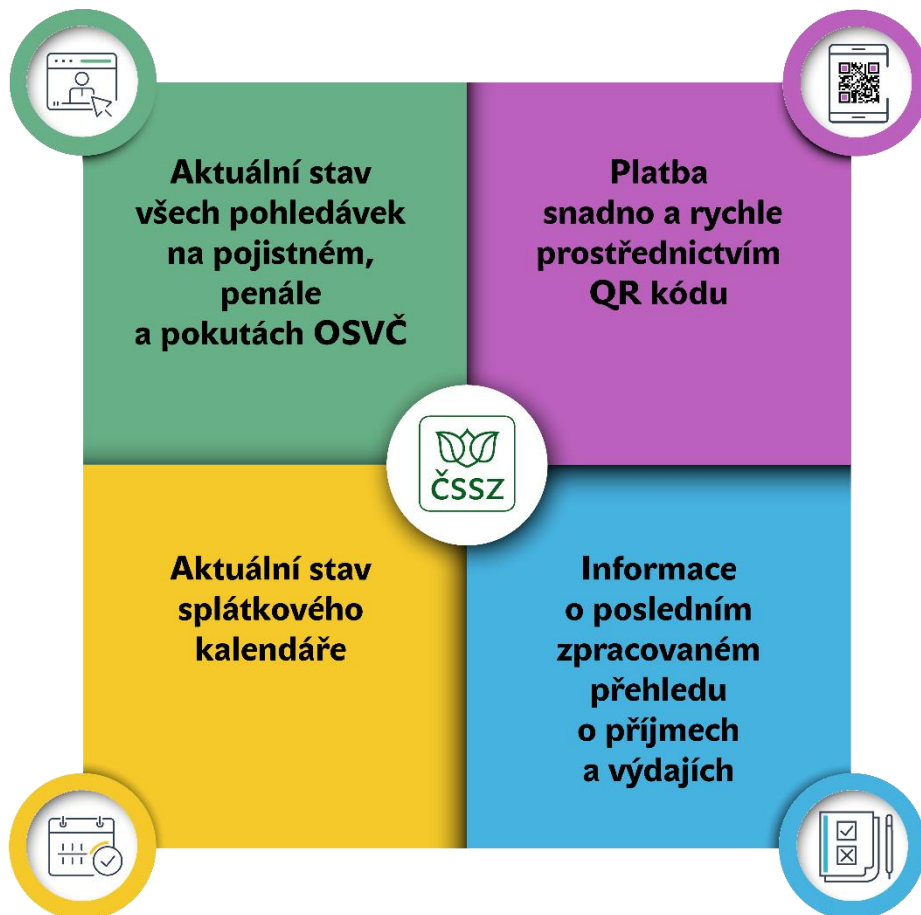 Aktuální stav
všech pohledávek
na pojistném,
penále
a pokutách OSVČ
Platba
snadno a rychle
prostřednictvím
QR kódu
ČSSZ
Aktuální stav
splátkového
kalendáře
Informace
o posledním
zpracovaném
přehledu
o příjmech
a výdajích